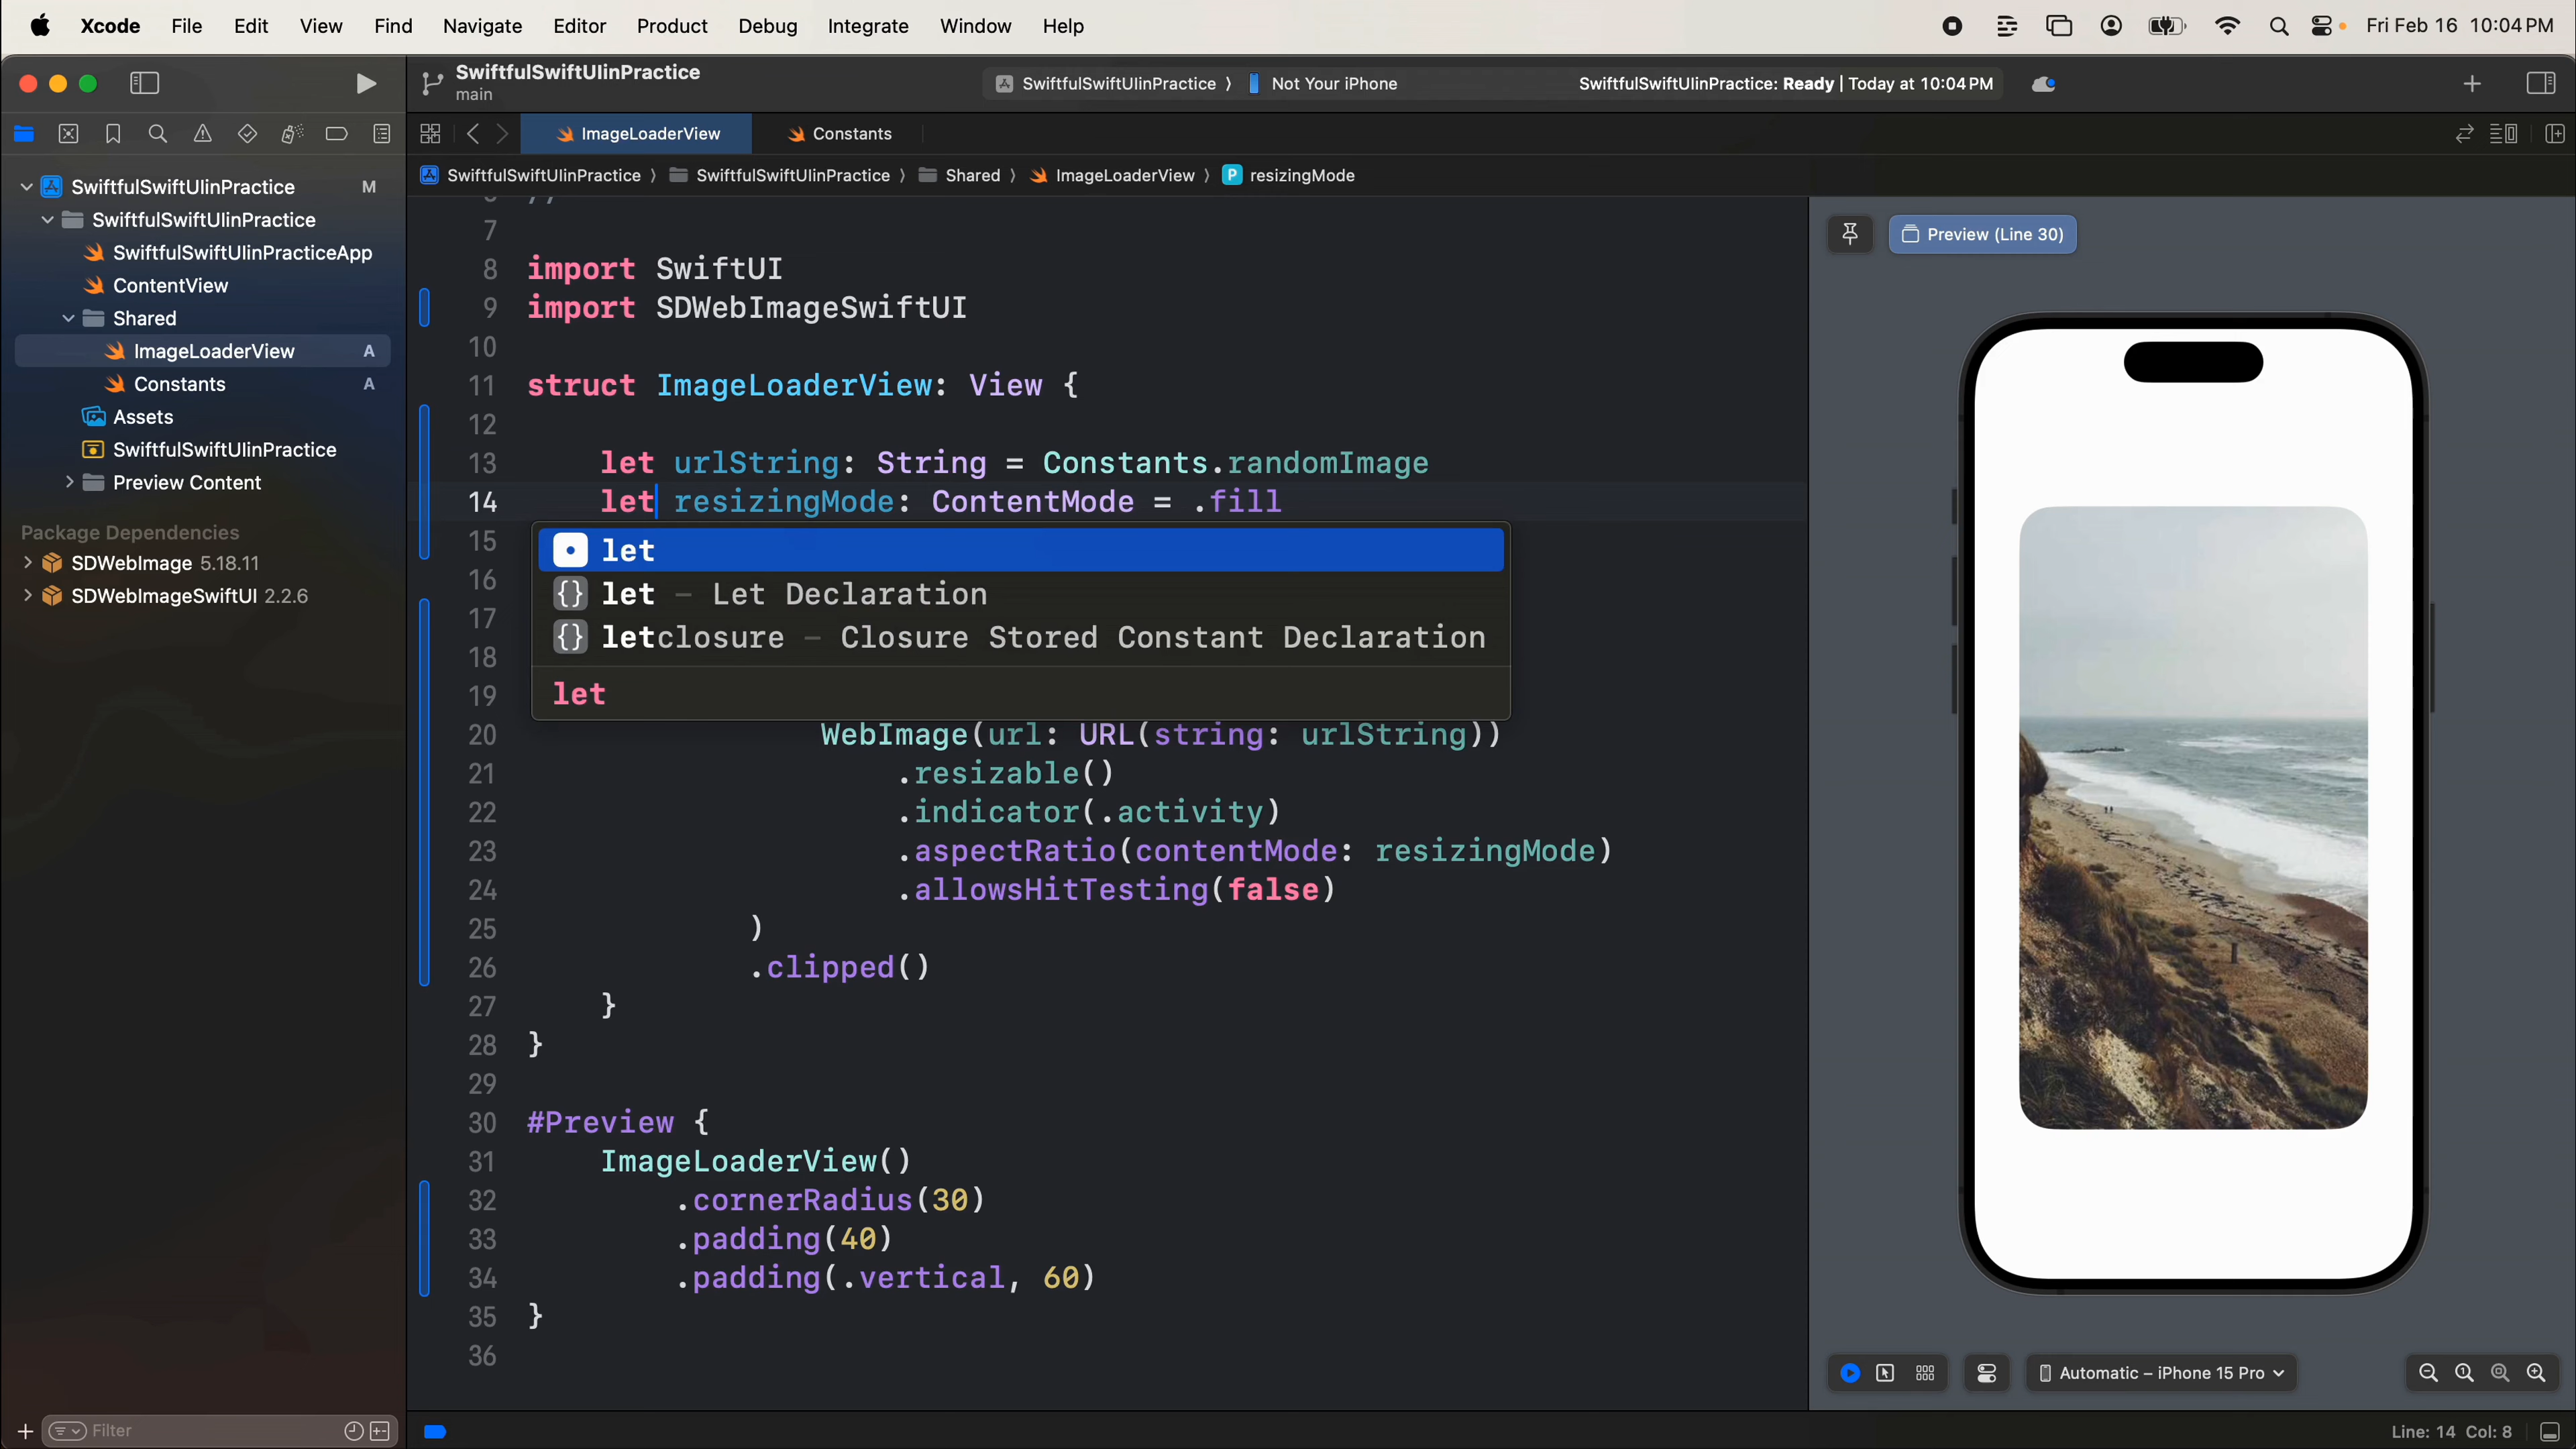 Xcode File Edit View Find Navigate Editor Product Debug Integrate Window Help Fri Feb 16 10:04 PM
SwiftfulSwiftUIinPractice
main
SwiftfulSwiftUIinPractice 〉 Not Your iPhone
SwiftfulSwiftUIinPractice: Ready | Today at 10:04 PM
ImageLoaderView
Constants
SwiftfulSwiftUIinPractice 〉 SwiftfulSwiftUIinPractice 〉 Shared 〉 ImageLoaderView 〉 P resizingMode
SwiftfulSwiftUIinPractice M
SwiftfulSwiftUIinPractice
SwiftfulSwiftUIinPracticeApp
ContentView
Shared
ImageLoaderView A
Constants A
Assets
SwiftfulSwiftUIinPractice
Preview Content
Package Dependencies
SDWebImage 5.18.11
SDWebImageSwiftUI 2.2.6
Filter
7
8 import SwiftUI
9 import SDWebImageSwiftUI
10
11 struct ImageLoaderView: View {
12
13 let urlString: String = Constants.randomImage
14 let resizingMode: ContentMode = .fill
15
let
16
{} let – Let Declaration
17
{} letclosure – Closure Stored Constant Declaration
18
19
let
20 WebImage(url: URL(string: urlString))
21 .resizable()
22 .indicator(.activity)
23 .aspectRatio(contentMode: resizingMode)
24 .allowsHitTesting(false)
25 )
26 .clipped()
27 }
28 }
29
30 #Preview {
31 ImageLoaderView()
32 .cornerRadius(30)
33 .padding(40)
34 .padding(.vertical, 60)
35 }
36
Preview (Line 30)
Automatic – iPhone 15 Pro
Line: 14 Col: 8